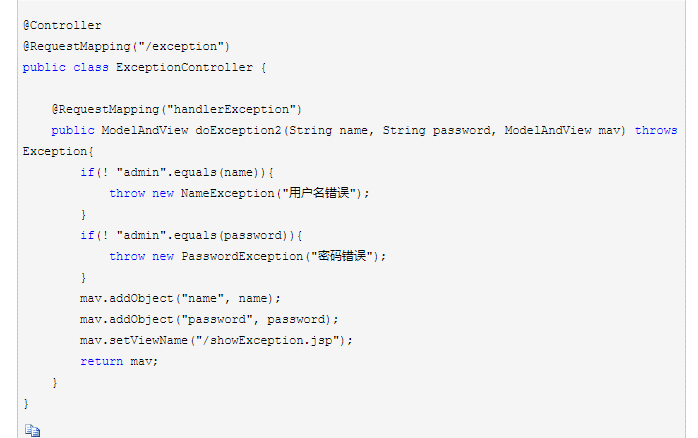 @Controller
@RequestMapping("/exception")
public class ExceptionController {
@RequestMapping("handlerException")
public ModelAndView doException2(String name, String password, ModelAndView mav) throws
Exception{
if(! "admin".equals(name)){
throw new NameException("用户名错误");
}
if(! "admin".equals(password)){
throw new PasswordException("密码错误");
}
mav.addObject("name", name);
mav.addObject("password", password);
mav.setViewName("/showException.jsp");
return mav;
}
}